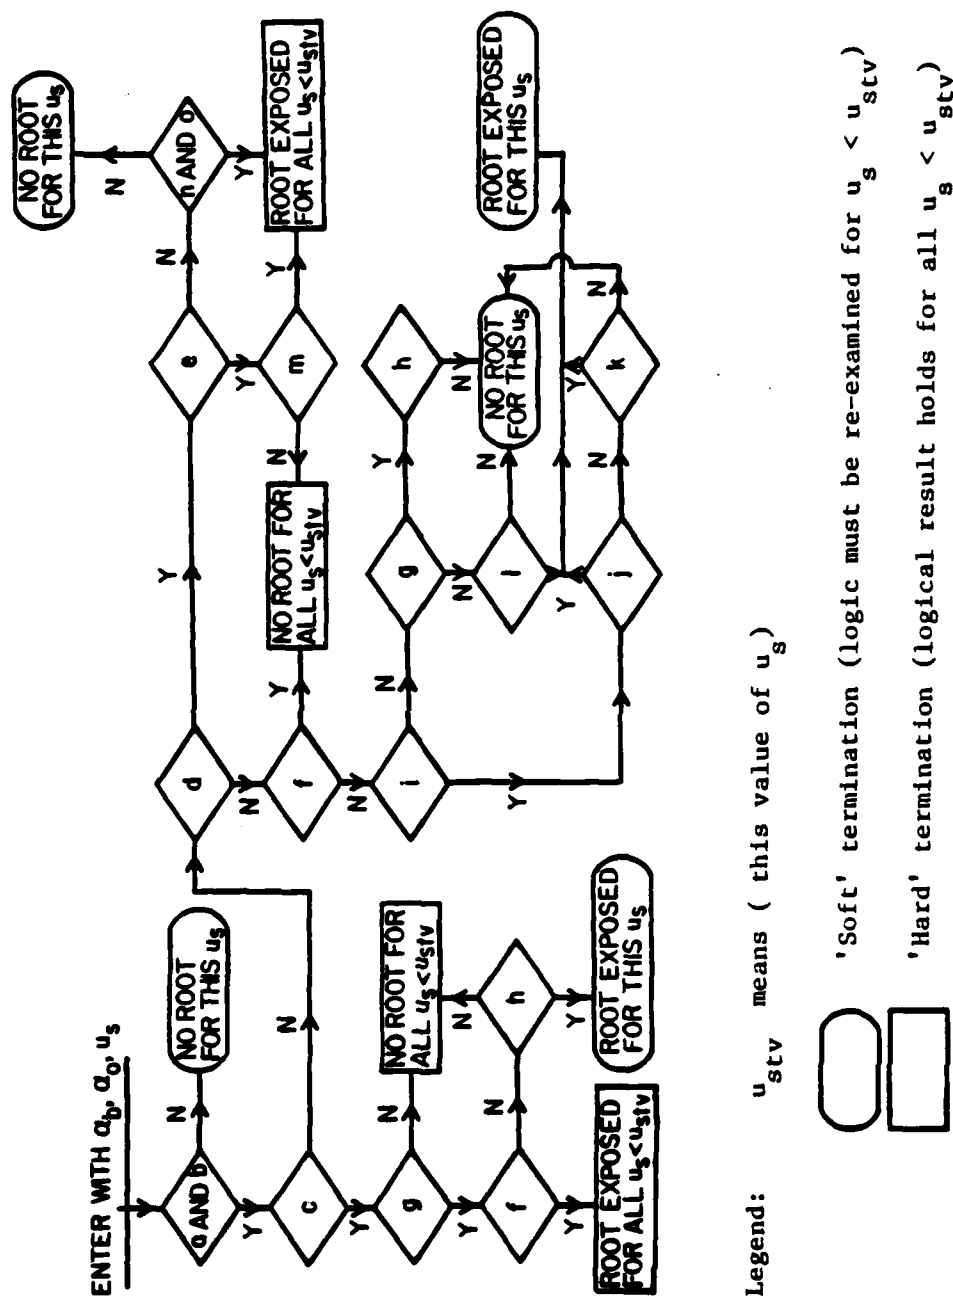 ENTER WITH α_b, α_o, u_s
a AND b
N
NO ROOT
FOR THIS u_s
Y
c
N
Y
g
N
NO ROOT FOR
ALL u_s<u_stv
Y
f
N
h
N
Y
Y
ROOT EXPOSED
FOR ALL u_s<u_stv
ROOT EXPOSED
FOR THIS u_s
d
Y
e
N
n AND o
N
NO ROOT
FOR THIS u_s
Y
ROOT EXPOSED
FOR ALL u_s<u_stv
Y
m
Y
N
NO ROOT FOR
ALL u_s<u_stv
N
f
Y
N
i
N
g
Y
h
N
NO ROOT
FOR THIS u_s
N
l
N
Y
Y
j
N
k
N
Y
ROOT EXPOSED
FOR THIS u_s
Legend:
u_stv means ( this value of u_s)
'Soft' termination (logic must be re-examined for u_s < u_stv)
'Hard' termination (logical result holds for all u_s < u_stv)